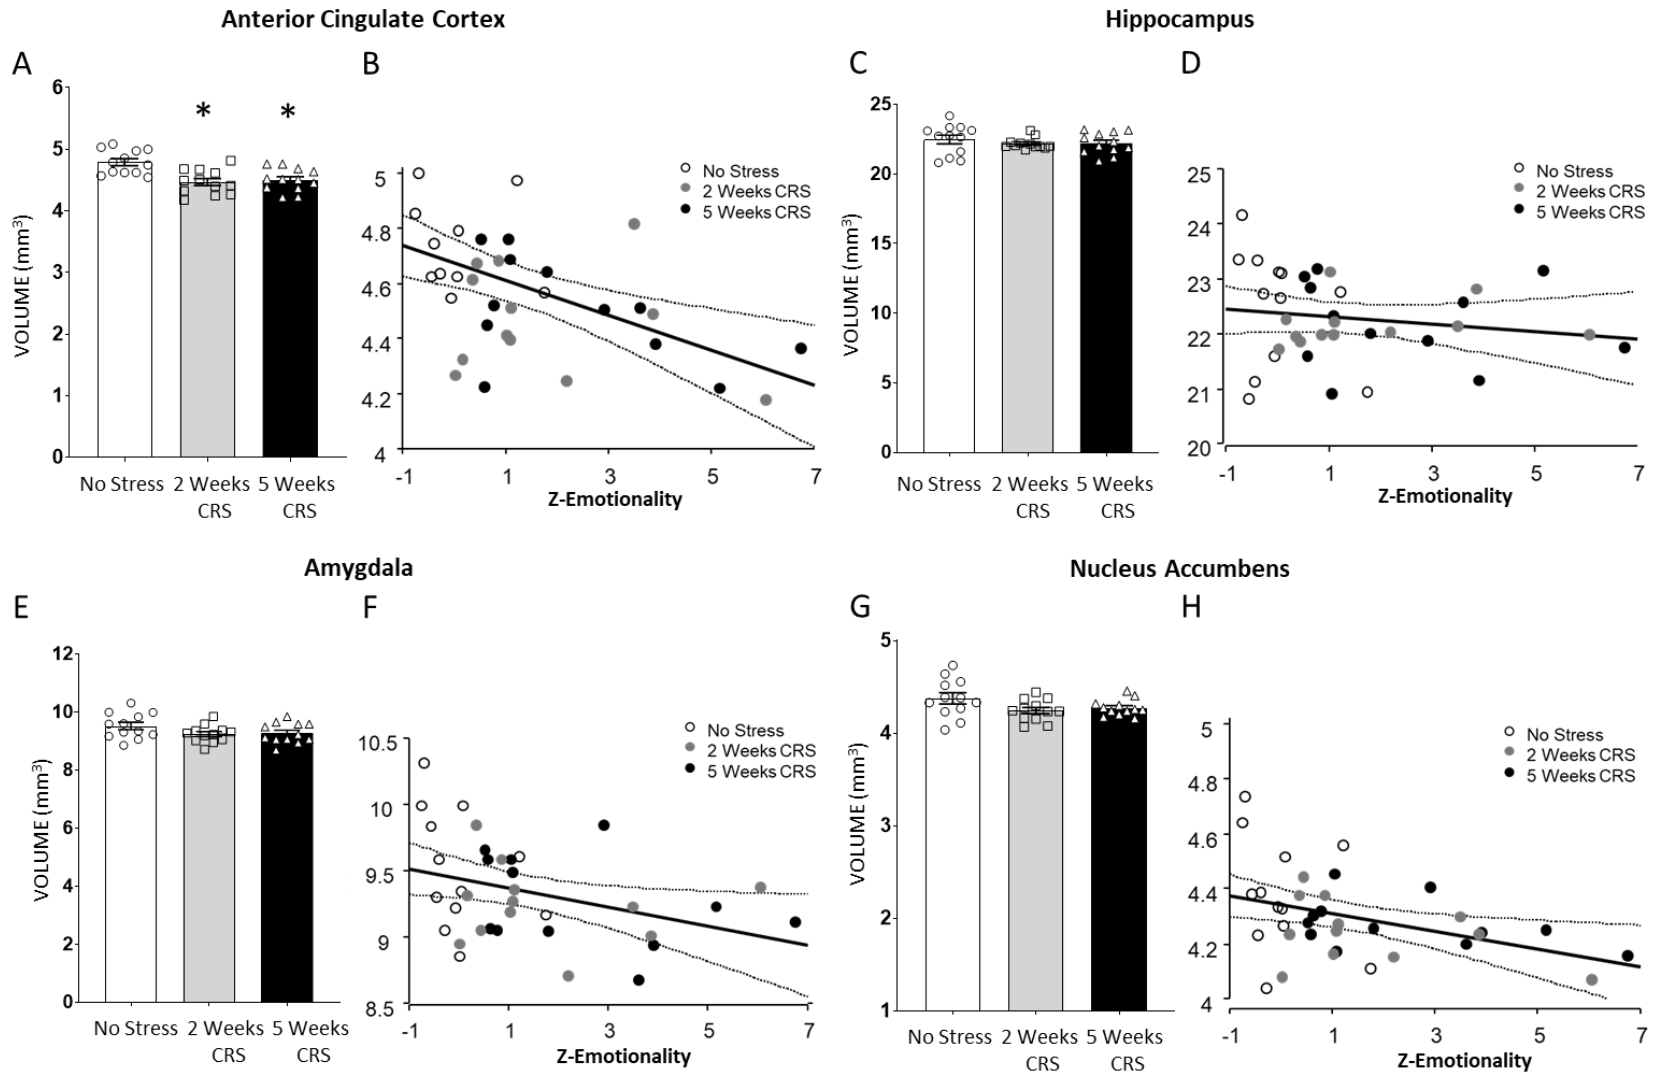 Anterior Cingulate Cortex
Hippocampus
A
B
C
D
VOLUME (mm³)
6
5
4
3
2
1
0
* *
No Stress 2 Weeks CRS 5 Weeks CRS
No Stress
2 Weeks CRS
5 Weeks CRS
5
4.8
4.6
4.4
4.2
4
-1 1 3 5 7
Z-Emotionality
VOLUME (mm³)
25
20
15
10
5
0
No Stress 2 Weeks CRS 5 Weeks CRS
No Stress
2 Weeks CRS
5 Weeks CRS
25
24
23
22
21
20
-1 1 3 5 7
Z-Emotionality
Amygdala
Nucleus Accumbens
E
F
G
H
VOLUME (mm³)
12
10
8
6
4
2
0
No Stress 2 Weeks CRS 5 Weeks CRS
No Stress
2 Weeks CRS
5 Weeks CRS
10.5
10
9.5
9
8.5
-1 1 3 5 7
Z-Emotionality
VOLUME (mm³)
5
4
3
2
1
No Stress 2 Weeks CRS 5 Weeks CRS
No Stress
2 Weeks CRS
5 Weeks CRS
5
4.8
4.6
4.4
4.2
4
-1 1 3 5 7
Z-Emotionality